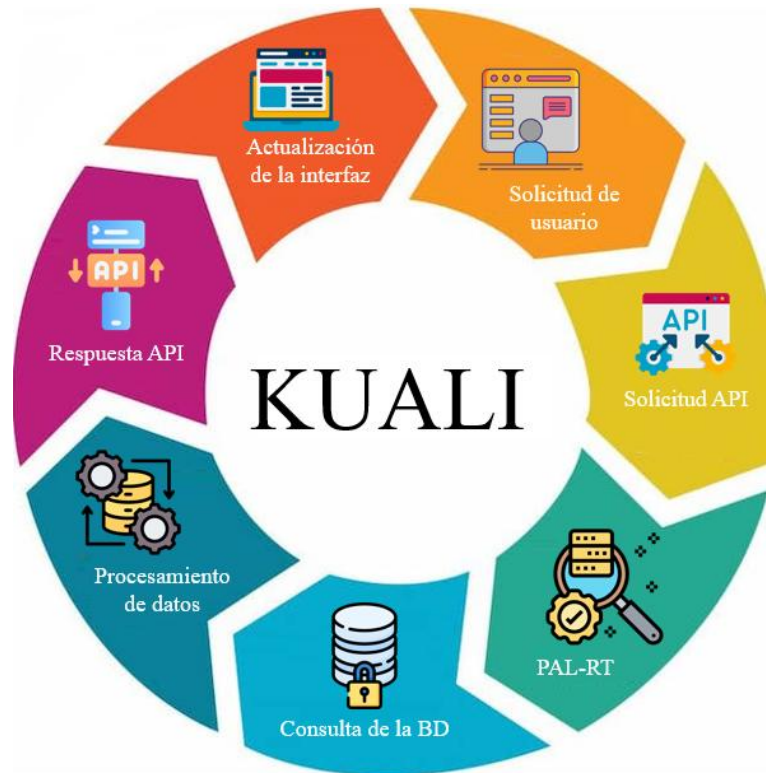 Actualización
de la interfaz
Solicitud de
usuario
API
Solicitud API
PAL-RT
Consulta de la BD
Procesamiento
de datos
API
Respuesta API
KUALI